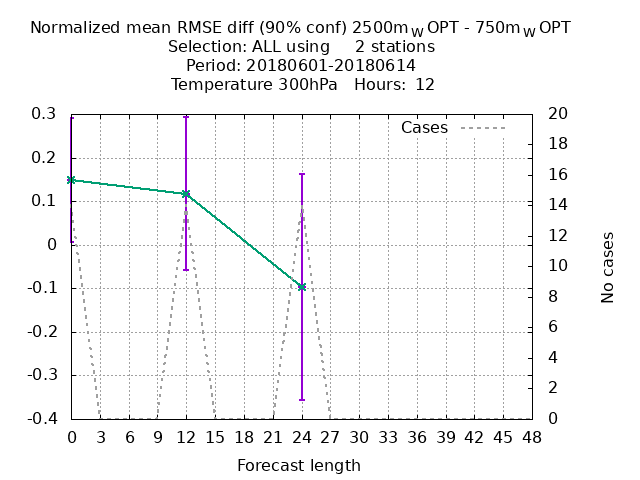 Normalized mean RMSE diff (90% conf) 2500m W OPT - 750m W OPT
Selection: ALL using 2 stations
Period: 20180601-20180614
Temperature 300hPa Hours: 12
Cases
0.3
0.2
0.1
0
-0.1
-0.2
-0.3
-0.4
20
18
16
14
12
10
8
6
4
2
0
No cases
0 3 6 9 12 15 18 21 24 27 30 33 36 39 42 45 48
Forecast length